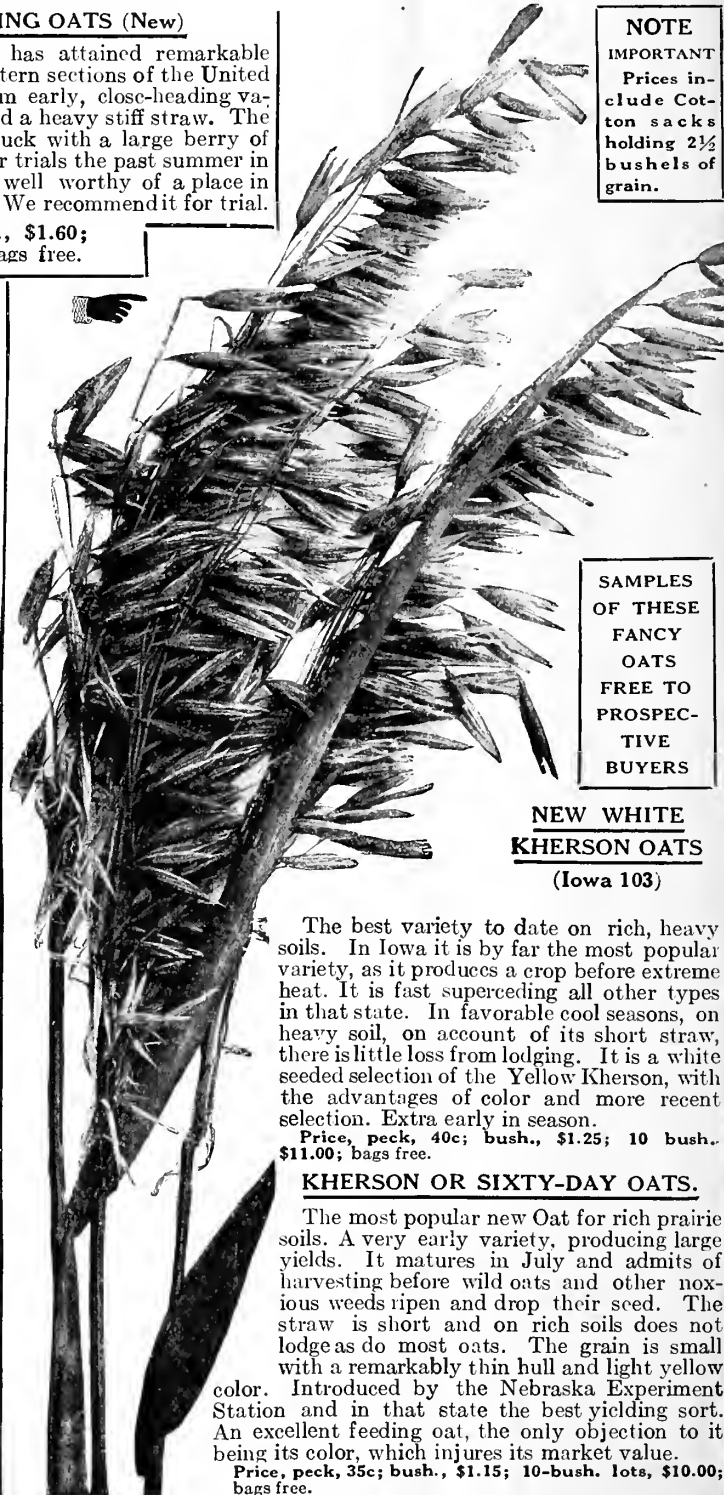 ING OATS (New)
has attained remarkable
tern sections of the United
m early, close-heading va-
d a heavy stiff straw. The
uck with a large berry of
r trials the past summer in
well worthy of a place in
We recommend it for trial.
., $1.60;
ags free.
NOTE
IMPORTANT
Prices in-
clude Cot-
ton sacks
holding 2½
bushels of
grain.
SAMPLES
OF THESE
FANCY
OATS
FREE TO
PROSPEC-
TIVE
BUYERS
NEW WHITE
KHERSON OATS
(Iowa 103)
The best variety to date on rich, heavy
soils. In Iowa it is by far the most popular
variety, as it produces a crop before extreme
heat. It is fast superceding all other types
in that state. In favorable cool seasons, on
heavy soil, on account of its short straw,
there is little loss from lodging. It is a white
seeded selection of the Yellow Kherson, with
the advantages of color and more recent
selection. Extra early in season.
Price, peck, 40c; bush., $1.25; 10 bush.
$11.00; bags free.
KHERSON OR SIXTY-DAY OATS.
The most popular new Oat for rich prairie
soils. A very early variety, producing large
yields. It matures in July and admits of
harvesting before wild oats and other nox-
ious weeds ripen and drop their seed. The
straw is short and on rich soils does not
lodge as do most oats. The grain is small
with a remarkably thin hull and light yellow
color. Introduced by the Nebraska Experiment
Station and in that state the best yielding sort.
An excellent feeding oat, the only objection to it
being its color, which injures its market value.
Price, peck, 35c; bush., $1.15; 10-bush. lots, $10.00;
bags free.